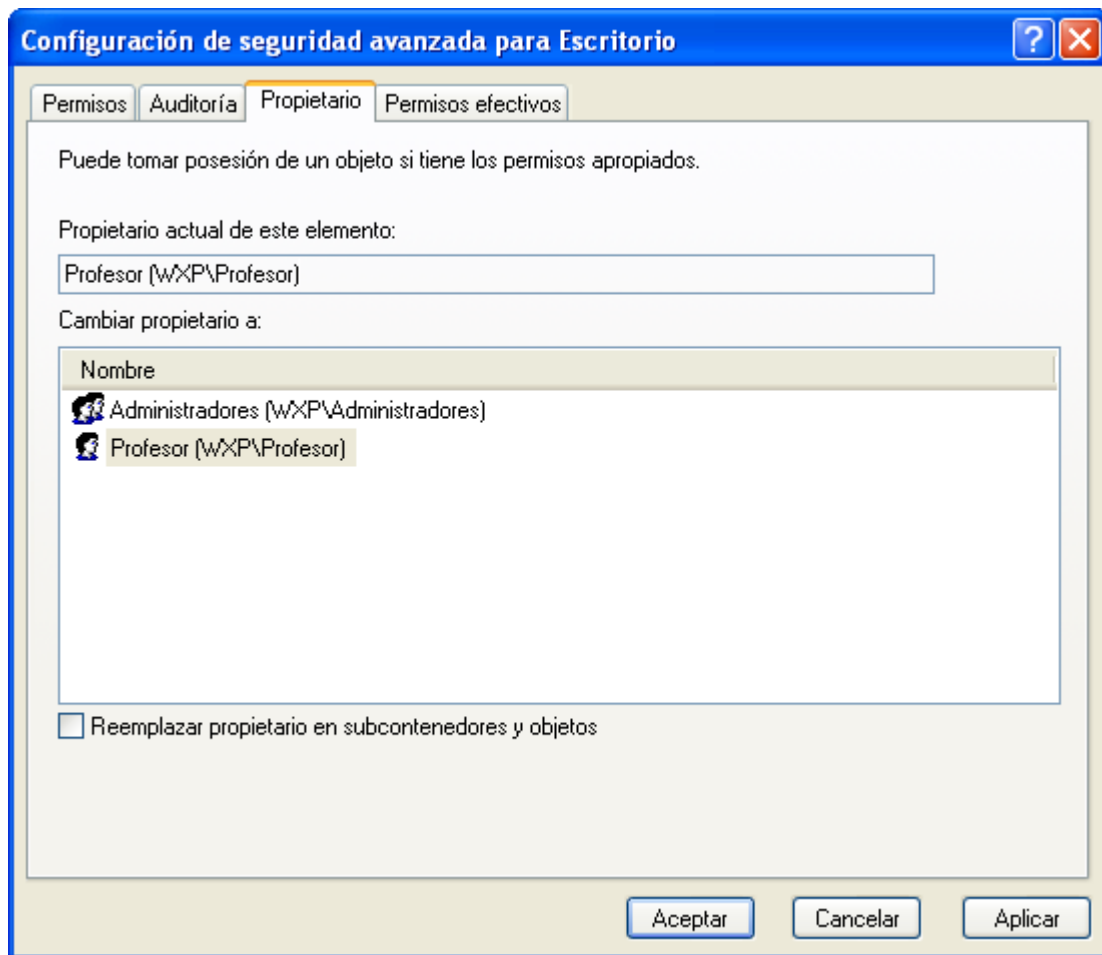 Configuración de seguridad avanzada para Escritorio
Permisos Auditoría Propietario Permisos efectivos
Puede tomar posesión de un objeto si tiene los permisos apropiados.
Propietario actual de este elemento:
Profesor (WXP\Profesor)
Cambiar propietario a:
Nombre
Administradores (WXP\Administradores)
Profesor (WXP\Profesor)
Reemplazar propietario en subcontenedores y objetos
Aceptar Cancelar Aplicar